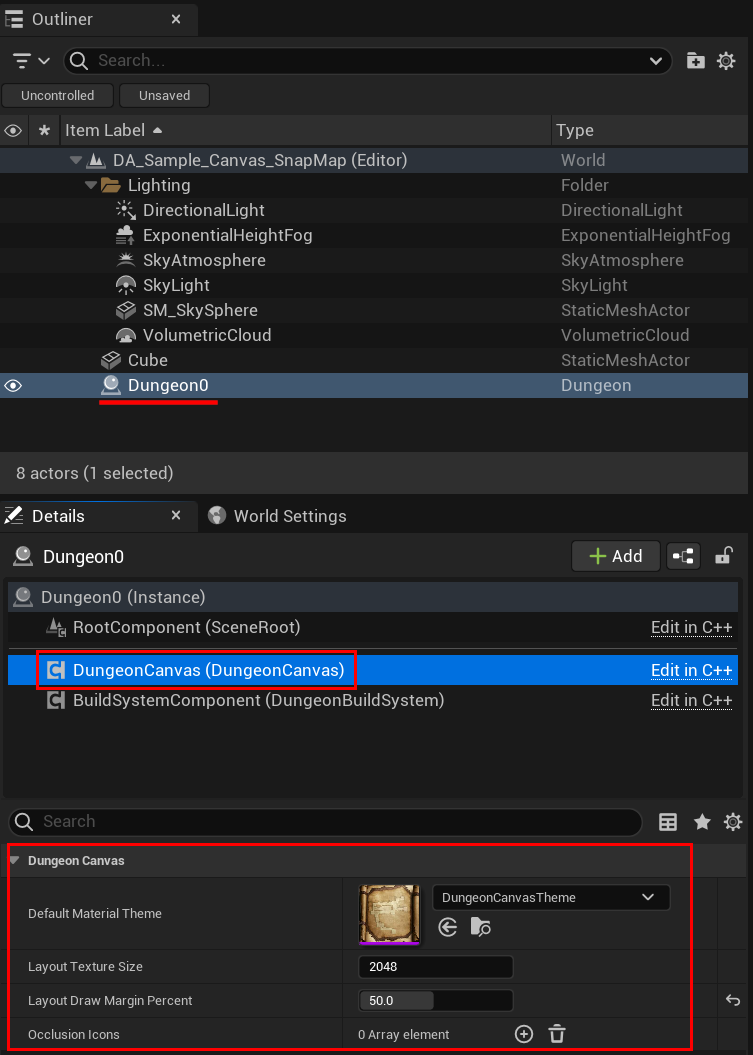 Outliner
Search...
Uncontrolled Unsaved
Item Label Type
DA_Sample_Canvas_SnapMap (Editor) World
Lighting Folder
DirectionalLight DirectionalLight
ExponentialHeightFog ExponentialHeightFog
SkyAtmosphere SkyAtmosphere
SkyLight SkyLight
SM_SkySphere StaticMeshActor
VolumetricCloud VolumetricCloud
Cube StaticMeshActor
Dungeon0 Dungeon
8 actors (1 selected)
Details World Settings
Dungeon0 Add
Dungeon0 (Instance)
RootComponent (SceneRoot) Edit in C++
DungeonCanvas (DungeonCanvas) Edit in C++
BuildSystemComponent (DungeonBuildSystem) Edit in C++
Search
Dungeon Canvas
Default Material Theme DungeonCanvasTheme
Layout Texture Size 2048
Layout Draw Margin Percent 50.0
Occlusion Icons 0 Array element